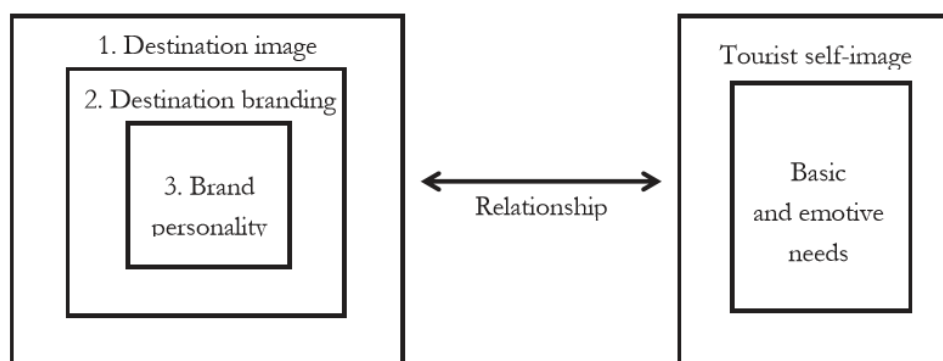 1. Destination image
2. Destination branding
3. Brand
personality
Relationship
Tourist self-image
Basic
and emotive
needs